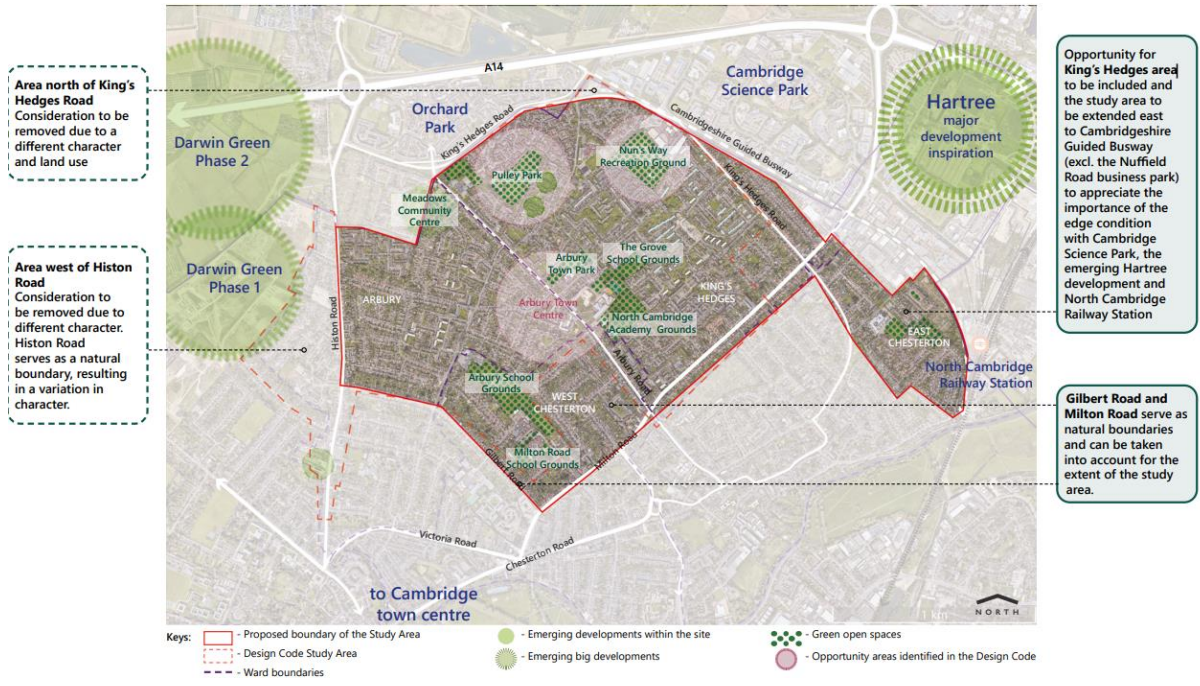 Area north of King's
Hedges Road
Consideration to be
removed due to a
different character
and land use
Area west of Histon
Road
Consideration to
be removed due to
different character.
Histon Road
serves as a natural
boundary, resulting
in a variation in
character.
A14
Orchard
Park
Cambridge
Science Park
Darwin Green
Phase 2
Darwin Green
Phase 1
Hartree
major
development
inspiration
King's Hedges Road
Cambridgeshire Guided Busway
Pulley Park
Nun's Way
Recreation Ground
King's Hedges Road
Meadows
Community
Centre
The Grove
School Grounds
Arbury
Town Park
ARBURY
Arbury Town
Centre
KING'S
HEDGES
North Cambridge
Academy Grounds
Histon Road
Arbury Road
EAST
CHESTERTON
North Cambridge
Railway Station
Arbury School
Grounds
WEST
CHESTERTON
Milton Road
School Grounds
Gilbert Road
Milton Road
Victoria Road
Chesterton Road
to Cambridge
town centre
NORTH
1 km
Opportunity for
King's Hedges area
to be included and
the study area to
be extended east
to Cambridgeshire
Guided Busway
(excl. the Nuffield
Road business park)
to appreciate the
importance of the
edge condition
with Cambridge
Science Park, the
emerging Hartree
development and
North Cambridge
Railway Station
Gilbert Road and
Milton Road serve as
natural boundaries
and can be taken
into account for the
extent of the study
area.
Keys:
- Proposed boundary of the Study Area
- Design Code Study Area
- Ward boundaries
- Emerging developments within the site
- Emerging big developments
- Green open spaces
- Opportunity areas identified in the Design Code